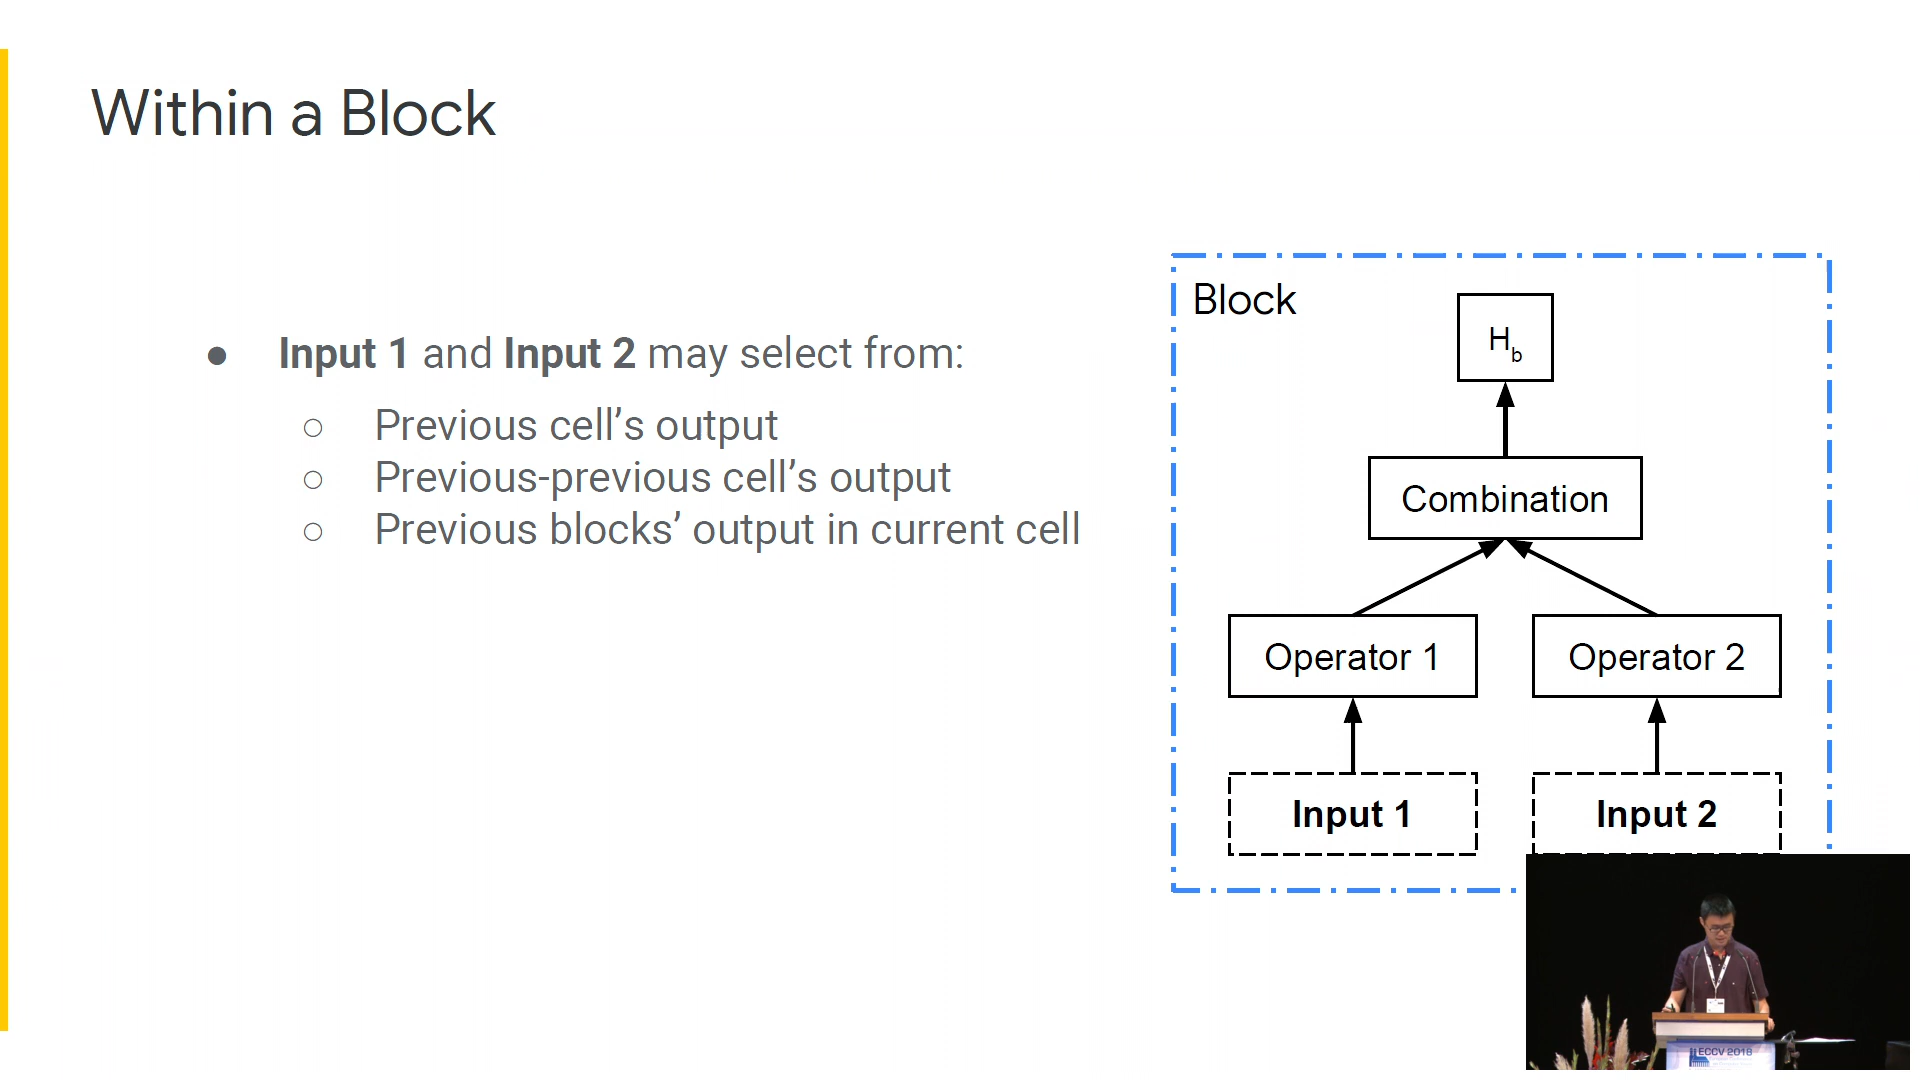 Within a Block
● Input 1 and Input 2 may select from:
○ Previous cell’s output
○ Previous-previous cell’s output
○ Previous blocks’ output in current cell
Block
H_b
Combination
Operator 1
Operator 2
Input 1
Input 2
ECCV 2018